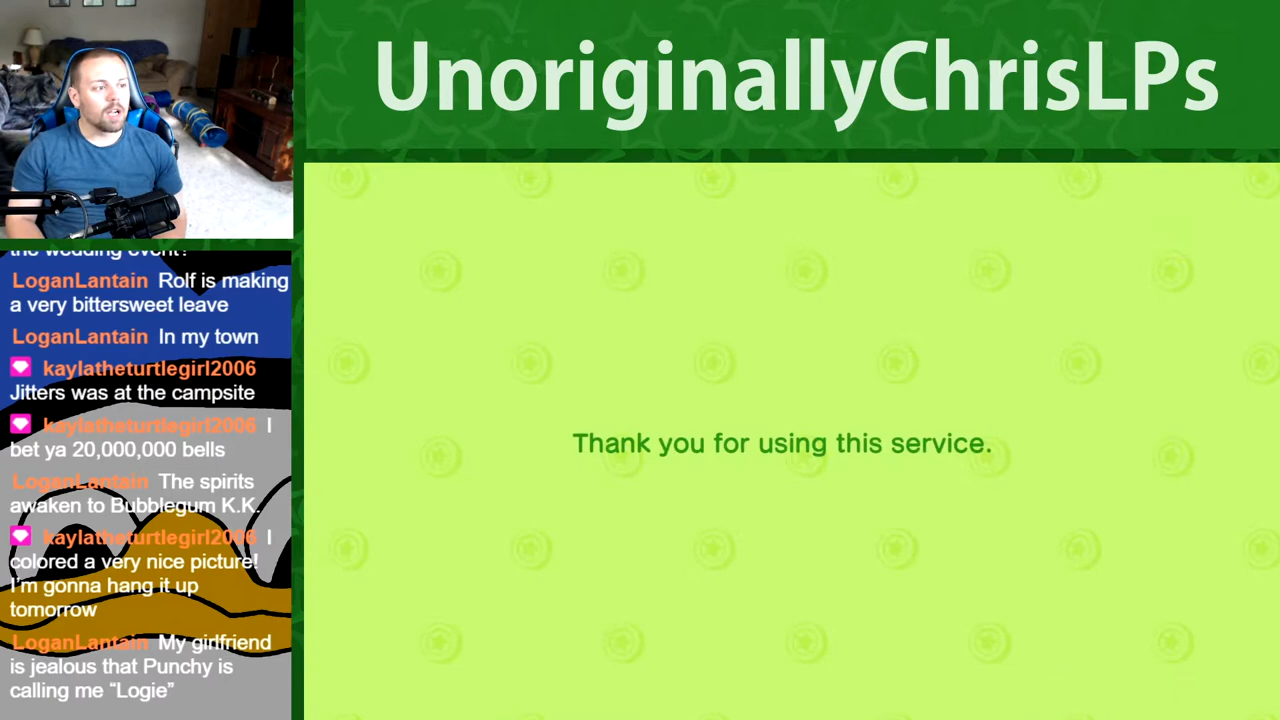 UnoriginallyChrisLPs
the wedding event?
LoganLantain Rolf is making
a very bittersweet leave
LoganLantain In my town
kaylatheturtlegirl2006
Jitters was at the campsite
kaylatheturtlegirl2006 I
bet ya 20,000,000 bells
LoganLantain The spirits
awaken to Bubblegum K.K.
kaylatheturtlegirl2006 I
colored a very nice picture!
I'm gonna hang it up
tomorrow
LoganLantain My girlfriend
is jealous that Punchy is
calling me “Logie”
Thank you for using this service.